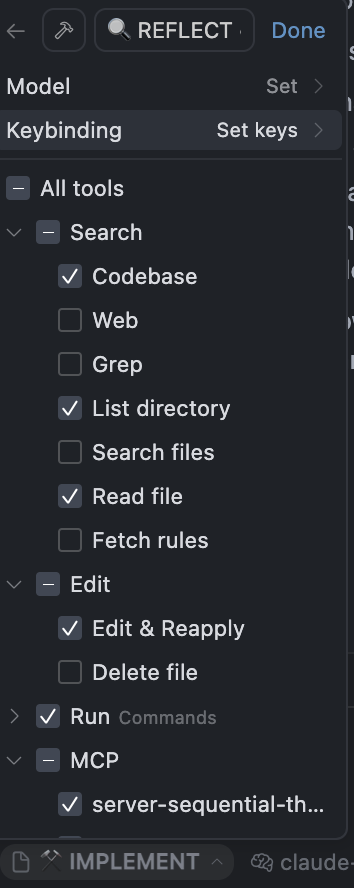 REFLECT
Done
Model Set
Keybinding Set keys
All tools
Search
Codebase
Web
Grep
List directory
Search files
Read file
Fetch rules
Edit
Edit & Reapply
Delete file
Run Commands
MCP
server-sequential-th...
IMPLEMENT claude-